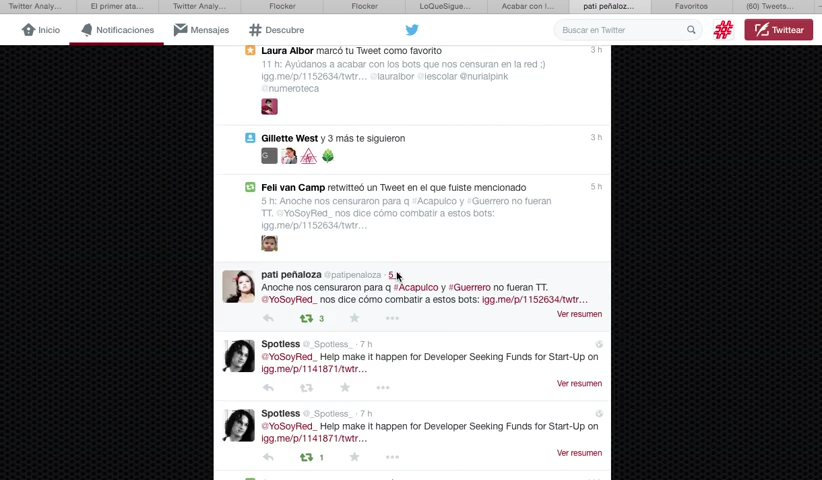 Twitter Analy...
El primer ata...
Twitter Analy...
Flocker
Flocker
LoQueSigue...
Acabar con l...
pati peñaloz...
Favoritos
(60) Tweets...
Inicio
Notificaciones
Mensajes
Descubre
Buscar en Twitter
Twittear
Laura Albor marcó tu Tweet como favorito
3 h
11 h: Ayúdanos a acabar con los bots que nos censuran en la red ;)
igg.me/p/1152634/twtr... @lauralbor @iescolar @nurialpink
@numeroteca
Gillette West y 3 más te siguieron
3 h
G
Feli van Camp retwitteó un Tweet en el que fuiste mencionado
5 h
5 h: Anoche nos censuraron para q #Acapulco y #Guerrero no fueran
TT. @YoSoyRed_ nos dice cómo combatir a estos bots:
igg.me/p/1152634/twtr...
pati peñaloza @patipenaloza · 5
Anoche nos censuraron para q #Acapulco y #Guerrero no fueran TT.
@YoSoyRed_ nos dice cómo combatir a estos bots: igg.me/p/1152634/twtr...
3
Ver resumen
Spotless @_Spotless_ · 7 h
@YoSoyRed_ Help make it happen for Developer Seeking Funds for Start-Up on
igg.me/p/1141871/twtr...
Ver resumen
Spotless @_Spotless_ · 7 h
@YoSoyRed_ Help make it happen for Developer Seeking Funds for Start-Up on
igg.me/p/1141871/twtr...
1
Ver resumen